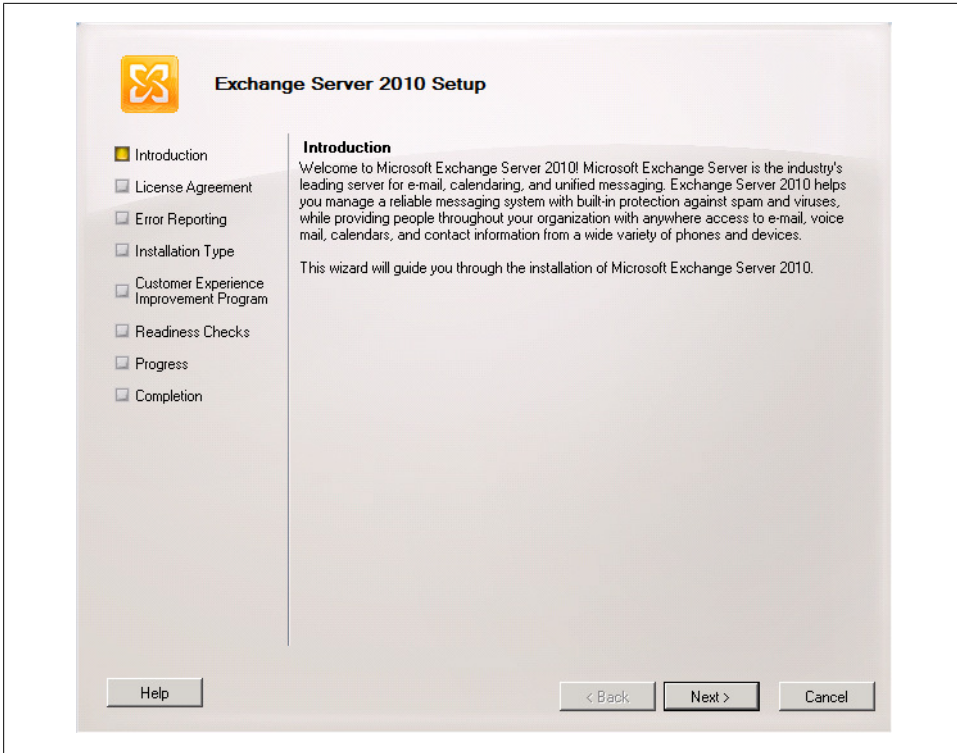 Exchange Server 2010 Setup
Introduction
License Agreement
Error Reporting
Installation Type
Customer Experience
Improvement Program
Readiness Checks
Progress
Completion
Introduction
Welcome to Microsoft Exchange Server 2010! Microsoft Exchange Server is the industry's
leading server for e-mail, calendaring, and unified messaging. Exchange Server 2010 helps
you manage a reliable messaging system with built-in protection against spam and viruses,
while providing people throughout your organization with anywhere access to e-mail, voice
mail, calendars, and contact information from a wide variety of phones and devices.
This wizard will guide you through the installation of Microsoft Exchange Server 2010.
Help
< Back
Next >
Cancel